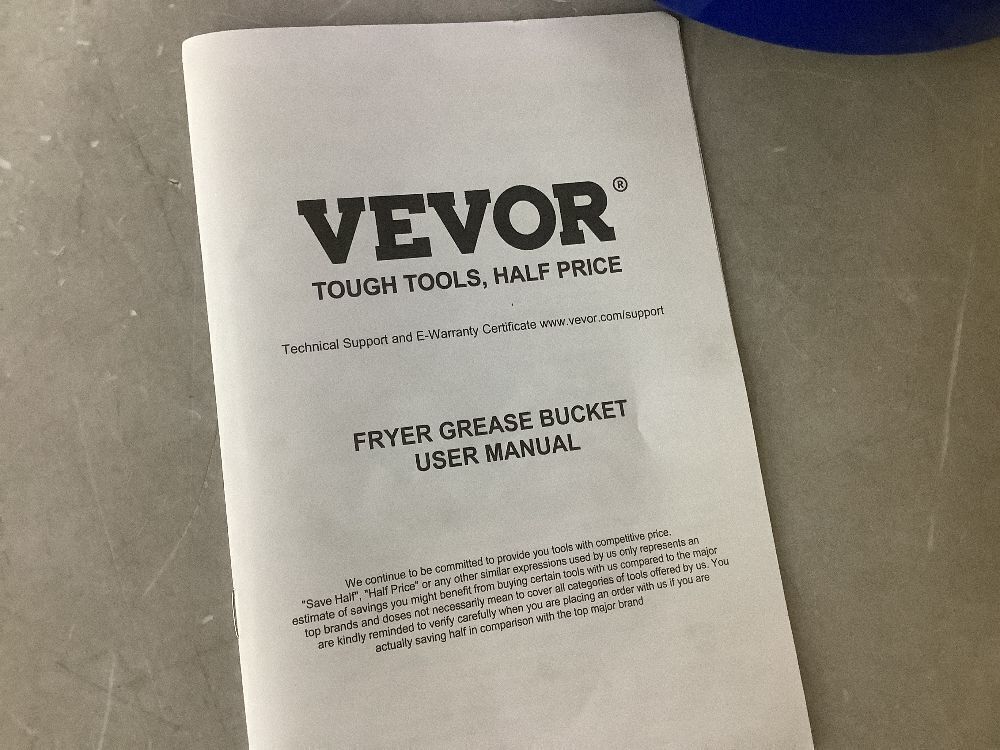 VEVOR®
TOUGH TOOLS, HALF PRICE
Technical Support and E-Warranty Certificate www.vevor.com/support
FRYER GREASE BUCKET
USER MANUAL
We continue to be committed to provide you tools with competitive price.
"Save Half", "Half Price" or any other similar expressions used by us only represents an
estimate of savings you might benefit from buying certain tools with us compared to the major
top brands and doses not necessarily mean to cover all categories of tools offered by us. You
are kindly reminded to verify carefully when you are placing an order with us if you are
actually saving half in comparison with the top major brand